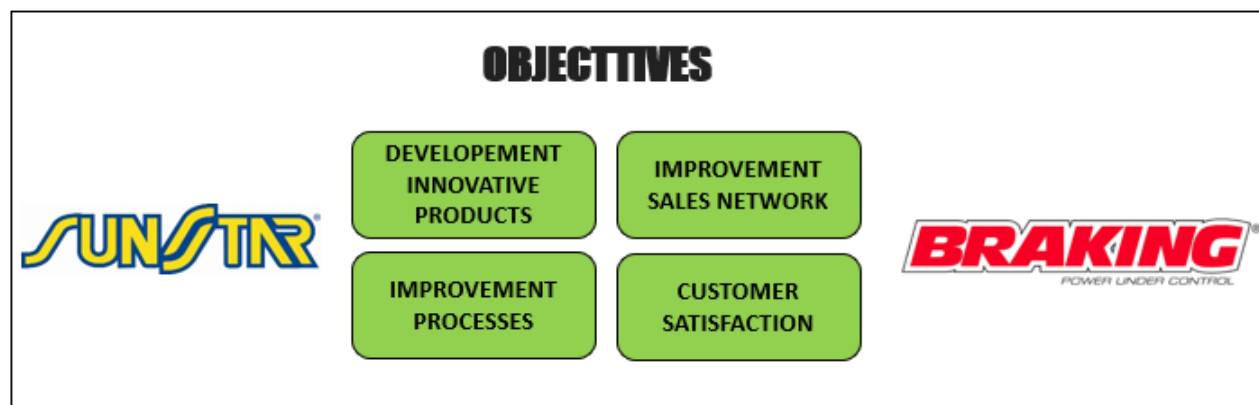 OBJECTTIVES
DEVELOPEMENT
INNOVATIVE
PRODUCTS
IMPROVEMENT
SALES NETWORK
SUNSTAR®
BRAKING®
POWER UNDER CONTROL
IMPROVEMENT
PROCESSES
CUSTOMER
SATISFACTION